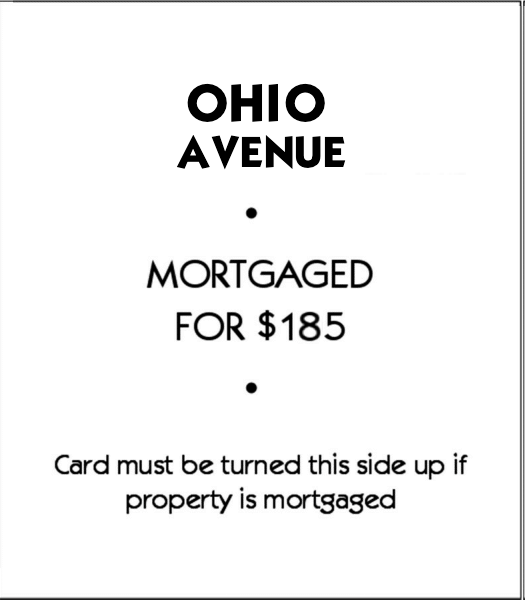 OHIO
AVENUE
•
MORTGAGED
FOR $185
•
Card must be turned this side up if
property is mortgaged